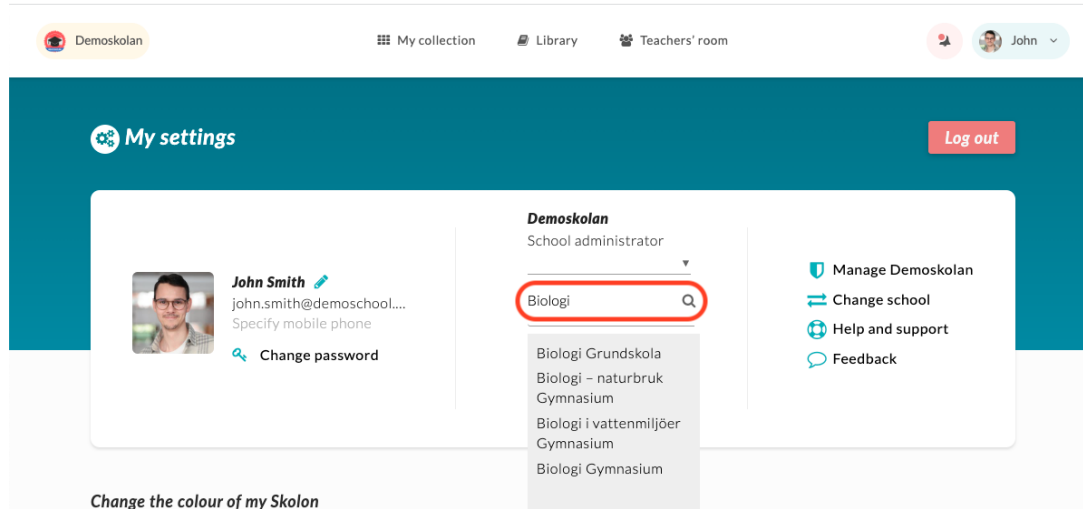 Demoskolan
My collection
Library
Teachers' room
John
My settings
Log out
John Smith
john.smith@demoschool....
Specify mobile phone
Change password
Demoskolan
School administrator
Biologi
Biologi Grundskola
Biologi – naturbruk
Gymnasium
Biologi i vattenmiljöer
Gymnasium
Biologi Gymnasium
Manage Demoskolan
Change school
Help and support
Feedback
Change the colour of my Skolon